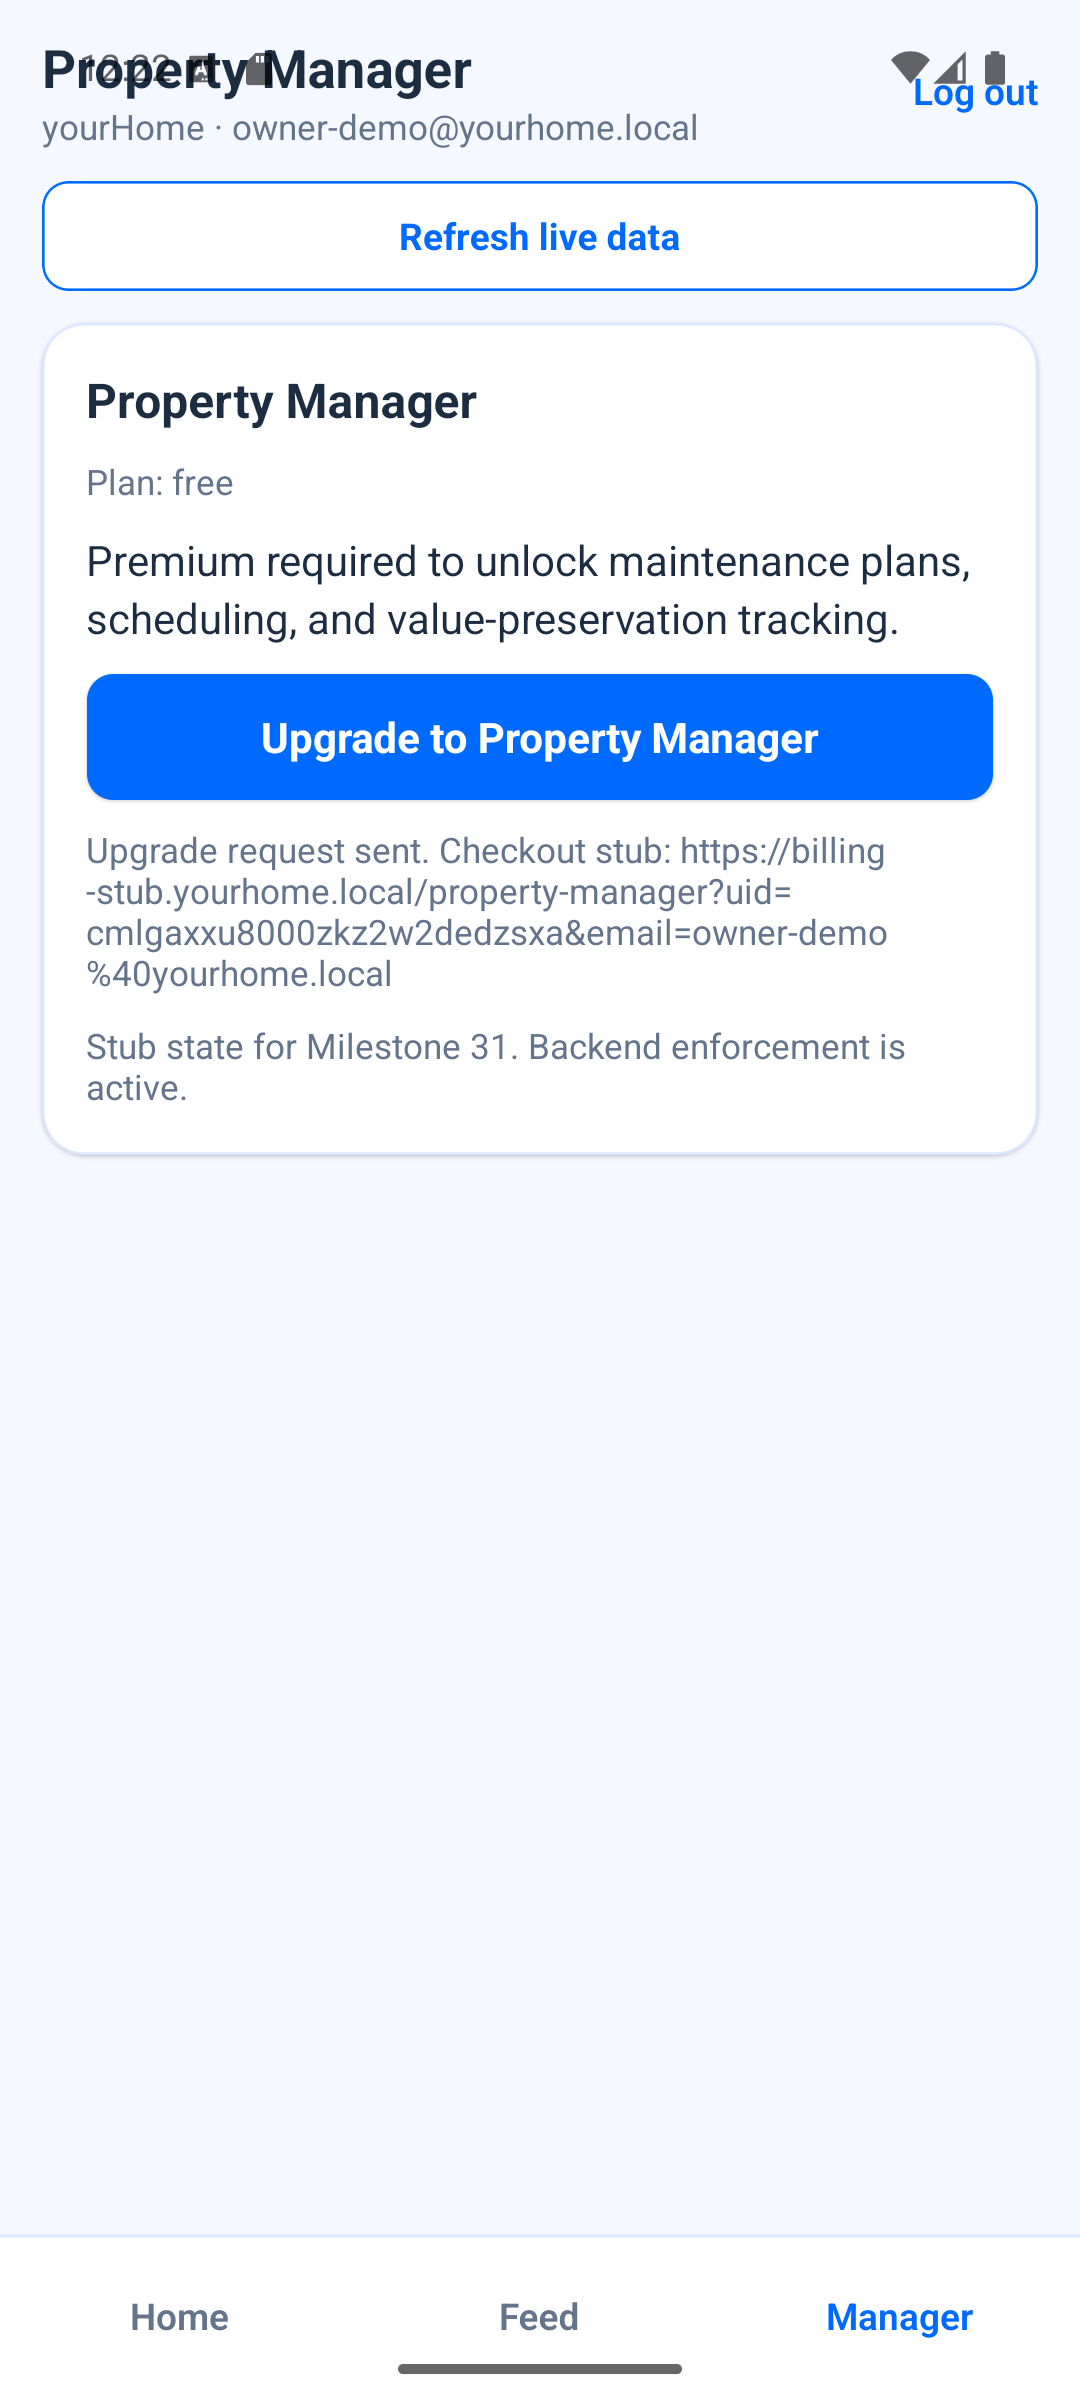 12:22
Property Manager
Log out
yourHome · owner-demo@yourhome.local
Refresh live data
Property Manager
Plan: free
Premium required to unlock maintenance plans,
scheduling, and value-preservation tracking.
Upgrade to Property Manager
Upgrade request sent. Checkout stub: https://billing
-stub.yourhome.local/property-manager?uid=
cmlgaxxu8000zkz2w2dedzsxa&email=owner-demo
%40yourhome.local
Stub state for Milestone 31. Backend enforcement is
active.
Home
Feed
Manager